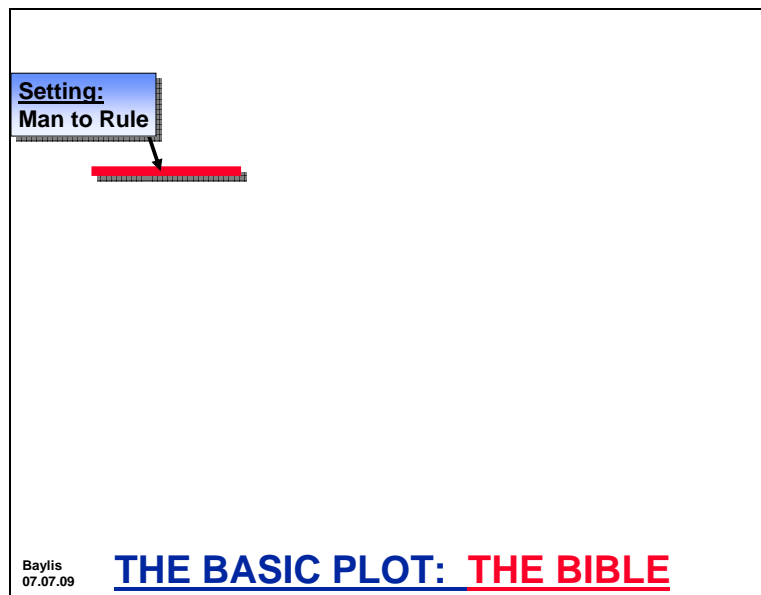 Setting:
Man to Rule
Baylis
07.07.09
THE BASIC PLOT:  THE BIBLE